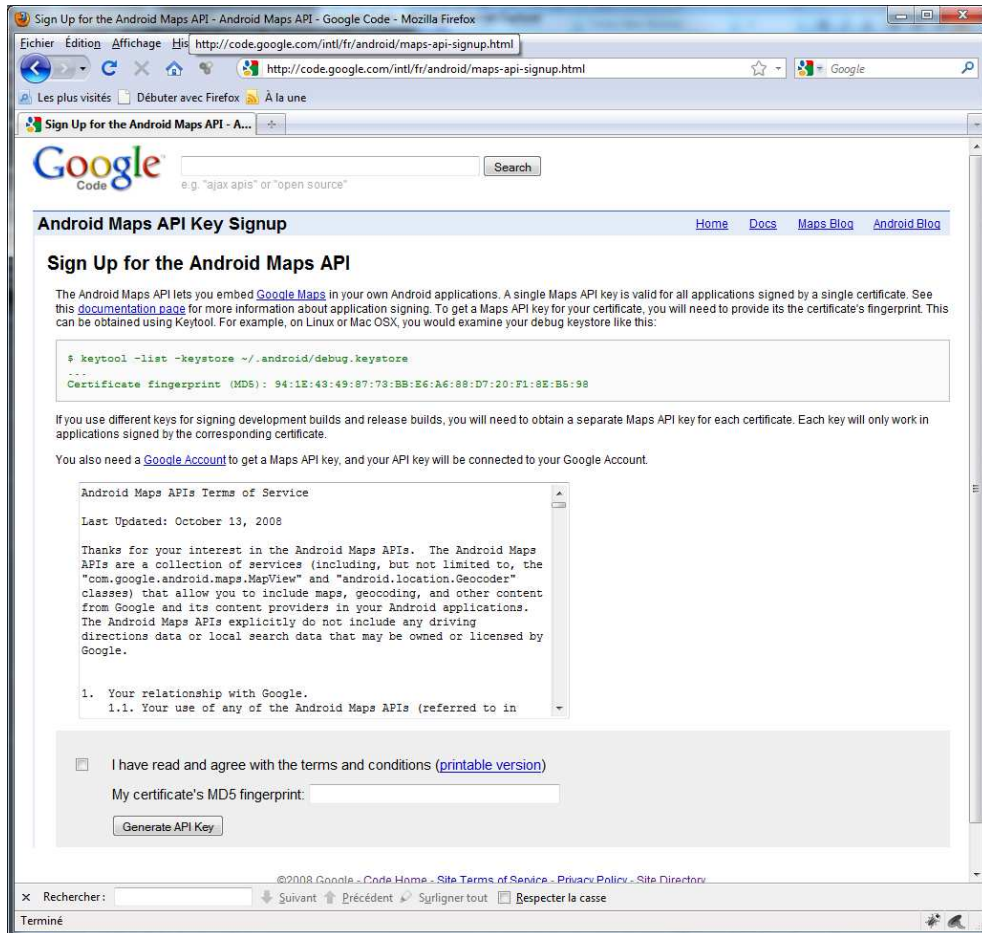 Sign Up for the Android Maps API - Android Maps API - Google Code - Mozilla Firefox
Fichier Édition Affichage His
http://code.google.com/intl/fr/android/maps-api-signup.html
http://code.google.com/intl/fr/android/maps-api-signup.html
Google
Les plus visités Débuter avec Firefox À la une
Sign Up for the Android Maps API - A...
Google Code
Search
e.g. "ajax apis" or "open source"
Android Maps API Key Signup
Home Docs Maps Blog Android Blog
Sign Up for the Android Maps API
The Android Maps API lets you embed Google Maps in your own Android applications. A single Maps API key is valid for all applications signed by a single certificate. See
this documentation page for more information about application signing. To get a Maps API key for your certificate, you will need to provide its the certificate's fingerprint. This
can be obtained using Keytool. For example, on Linux or Mac OSX, you would examine your debug keystore like this:
$ keytool -list -keystore ~/.android/debug.keystore
...
Certificate fingerprint (MD5): 94:1E:43:49:87:73:BB:E6:A6:88:D7:20:F1:8E:B5:98
If you use different keys for signing development builds and release builds, you will need to obtain a separate Maps API key for each certificate. Each key will only work in
applications signed by the corresponding certificate.
You also need a Google Account to get a Maps API key, and your API key will be connected to your Google Account.
Android Maps APIs Terms of Service
Last Updated: October 13, 2008
Thanks for your interest in the Android Maps APIs. The Android Maps
APIs are a collection of services (including, but not limited to, the
"com.google.android.maps.MapView" and "android.location.Geocoder"
classes) that allow you to include maps, geocoding, and other content
from Google and its content providers in your Android applications.
The Android Maps APIs explicitly do not include any driving
directions data or local search data that may be owned or licensed by
Google.
1. Your relationship with Google.
1.1. Your use of any of the Android Maps APIs (referred to in
I have read and agree with the terms and conditions (printable version)
My certificate's MD5 fingerprint:
Generate API Key
©2008 Google - Code Home - Site Terms of Service - Privacy Policy - Site Directory
Rechercher : Suivant Précédent Surligner tout Respecter la casse
Terminé